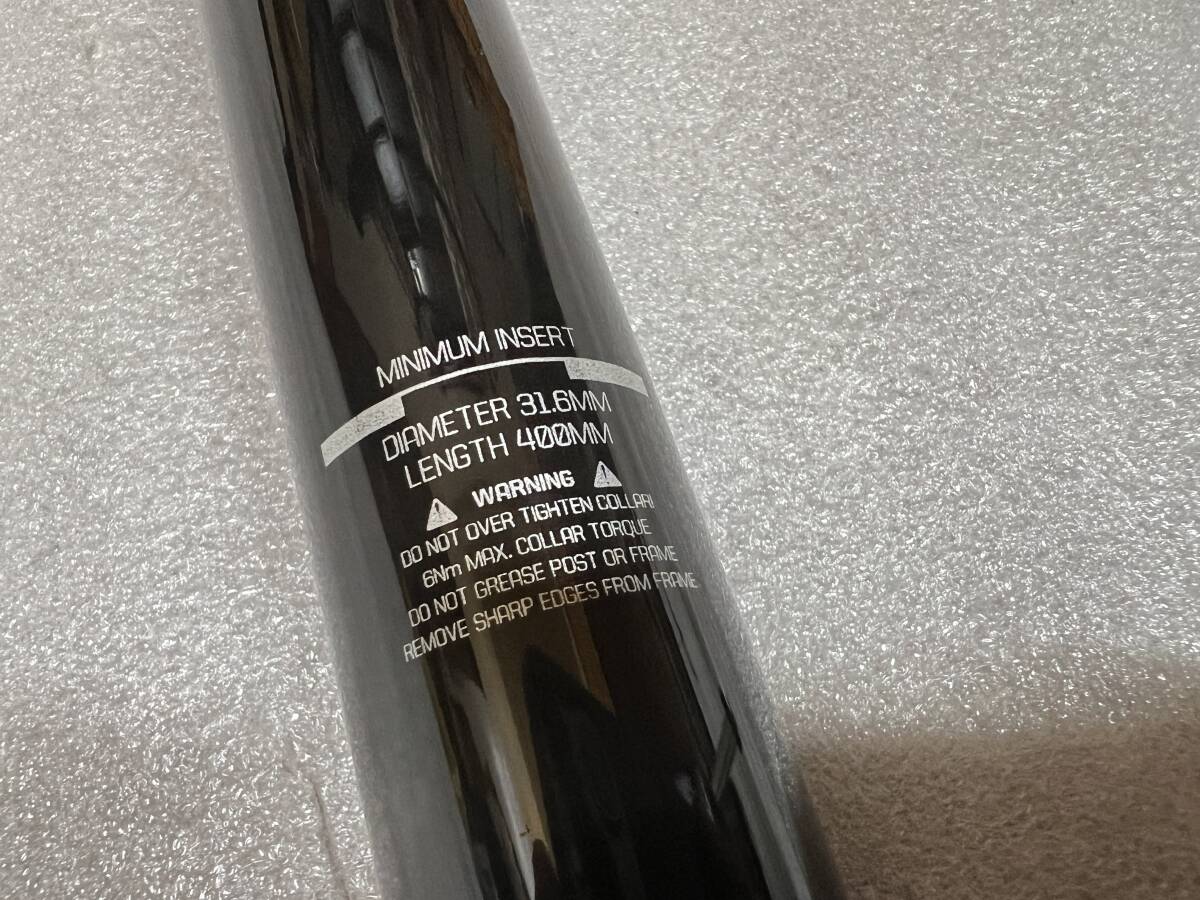 MINIMUM INSERT
DIAMETER 31.6MM
LENGTH 400MM
WARNING
DO NOT OVER TIGHTEN COLLAR!
6Nm MAX. COLLAR TORQUE
DO NOT GREASE POST OR FRAME
REMOVE SHARP EDGES FROM FRAME